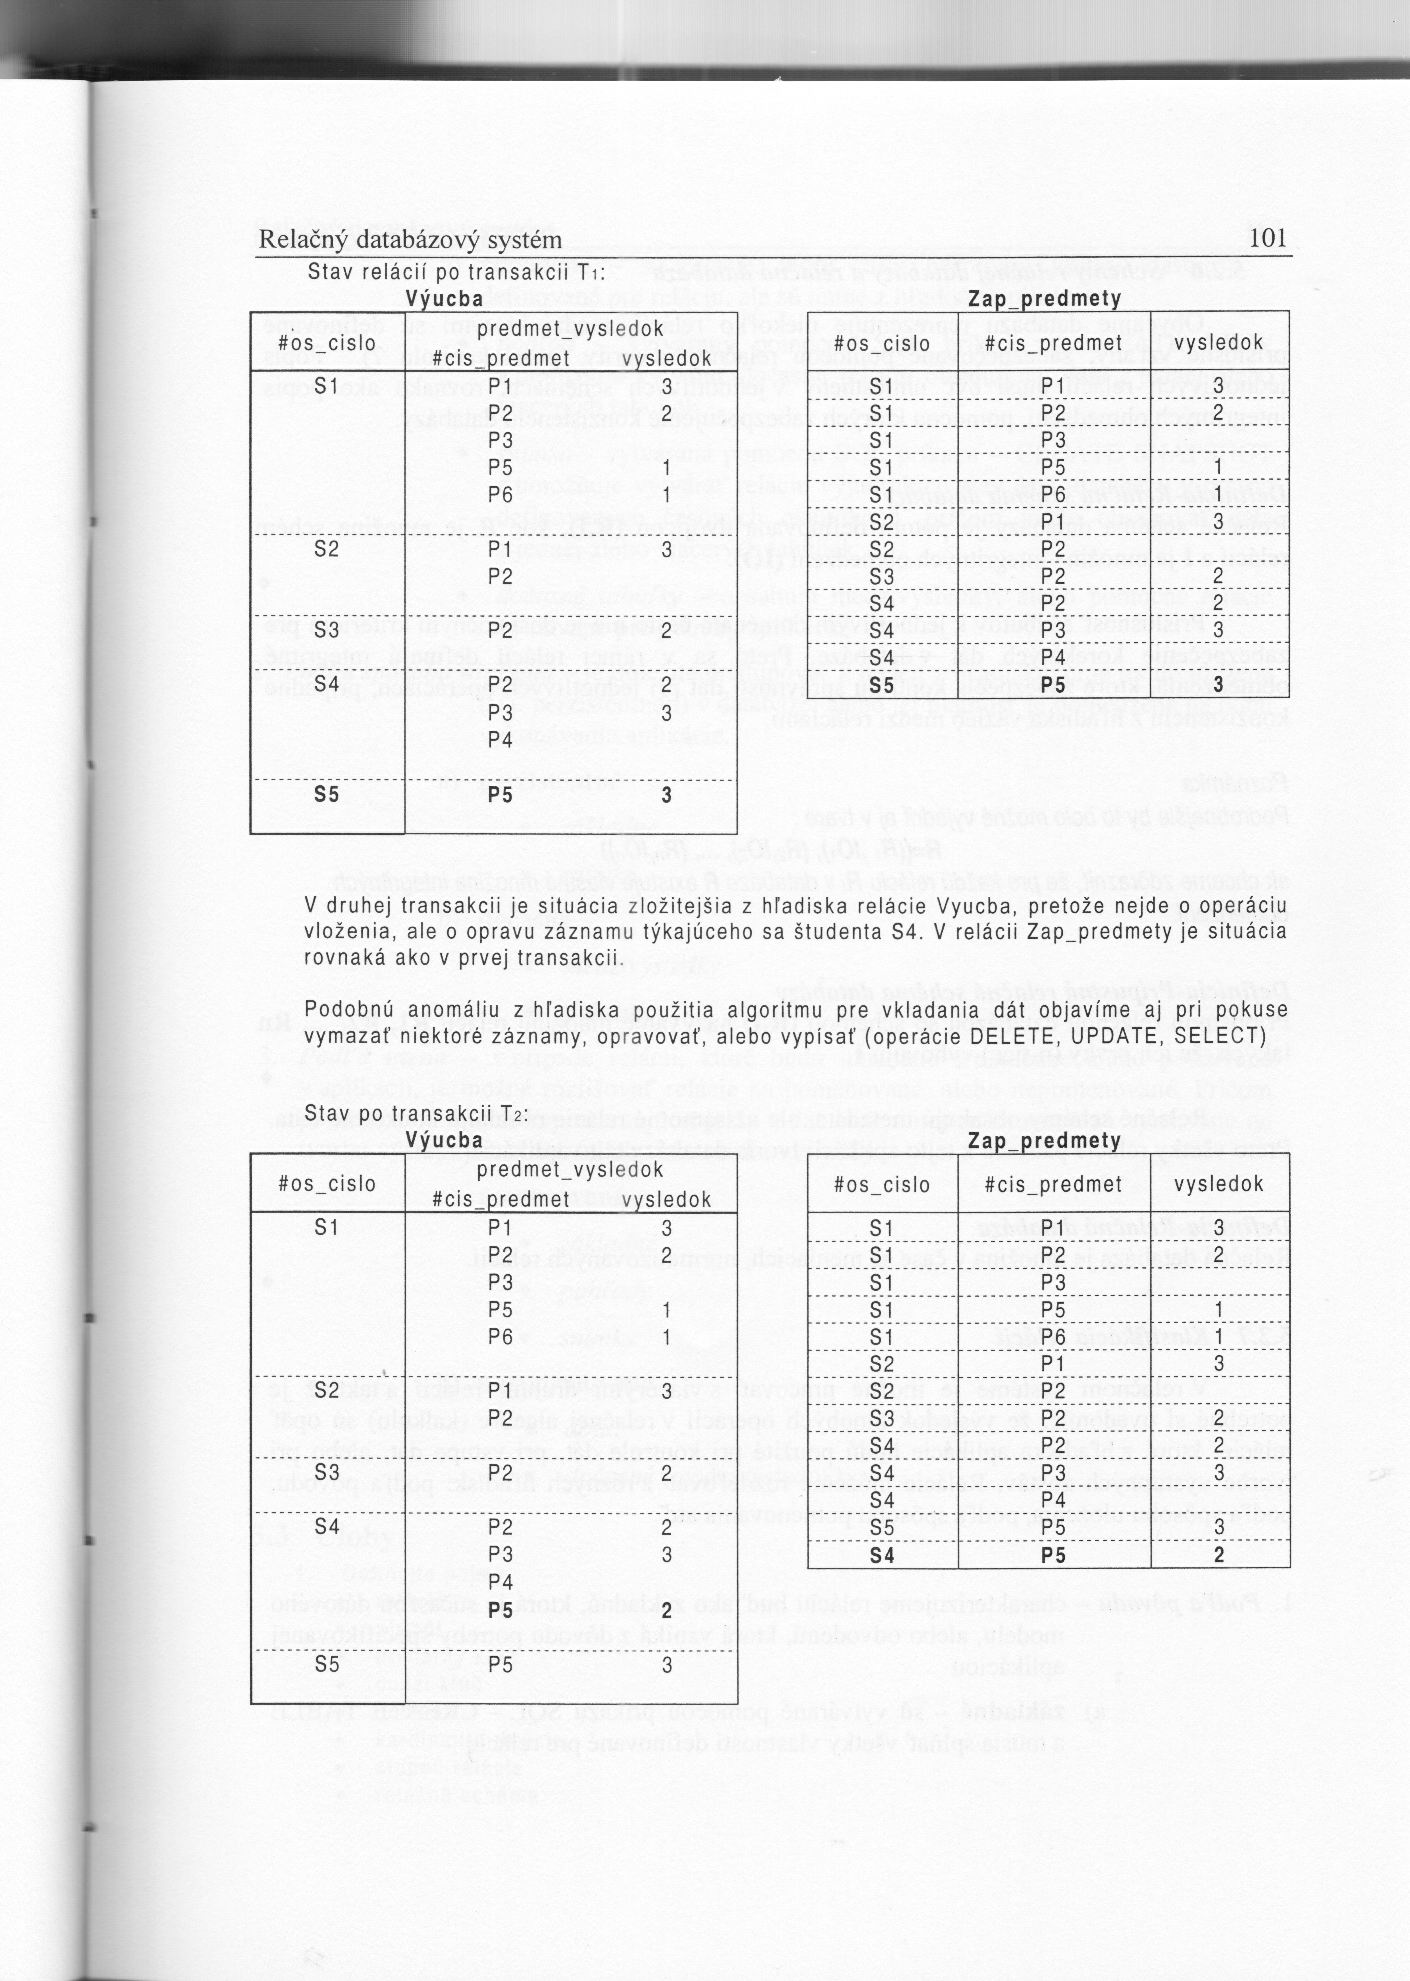 Relačný databázový systém 101
Stav relácií po transakcii T1:
Výucba
#os_cislo predmet_vysledok
#cis_predmet vysledok
S1 P1 3
P2 2
P3
P5 1
P6 1
S2 P1 3
P2
S3 P2 2
S4 P2 2
P3 3
P4
S5 P5 3
Zap_predmety
#os_cislo #cis_predmet vysledok
S1 P1 3
S1 P2 2
S1 P3
S1 P5 1
S1 P6 1
S2 P1 3
S2 P2
S3 P2 2
S4 P2 2
S4 P3 3
S4 P4
S5 P5 3
V druhej transakcii je situácia zložitejšia z hľadiska relácie Vyucba, pretože nejde o operáciu
vloženia, ale o opravu záznamu týkajúceho sa študenta S4. V relácii Zap_predmety je situácia
rovnaká ako v prvej transakcii.
Podobnú anomáliu z hľadiska použitia algoritmu pre vkladania dát objavíme aj pri pokuse
vymazať niektoré záznamy, opravovať, alebo vypísať (operácie DELETE, UPDATE, SELECT)
Stav po transakcii T2:
Výucba
#os_cislo predmet_vysledok
#cis_predmet vysledok
S1 P1 3
P2 2
P3
P5 1
P6 1
S2 P1 3
P2
S3 P2 2
S4 P2 2
P3 3
P4
P5 2
S5 P5 3
Zap_predmety
#os_cislo #cis_predmet vysledok
S1 P1 3
S1 P2 2
S1 P3
S1 P5 1
S1 P6 1
S2 P1 3
S2 P2
S3 P2 2
S4 P2 2
S4 P3 3
S4 P4
S5 P5 3
S4 P5 2